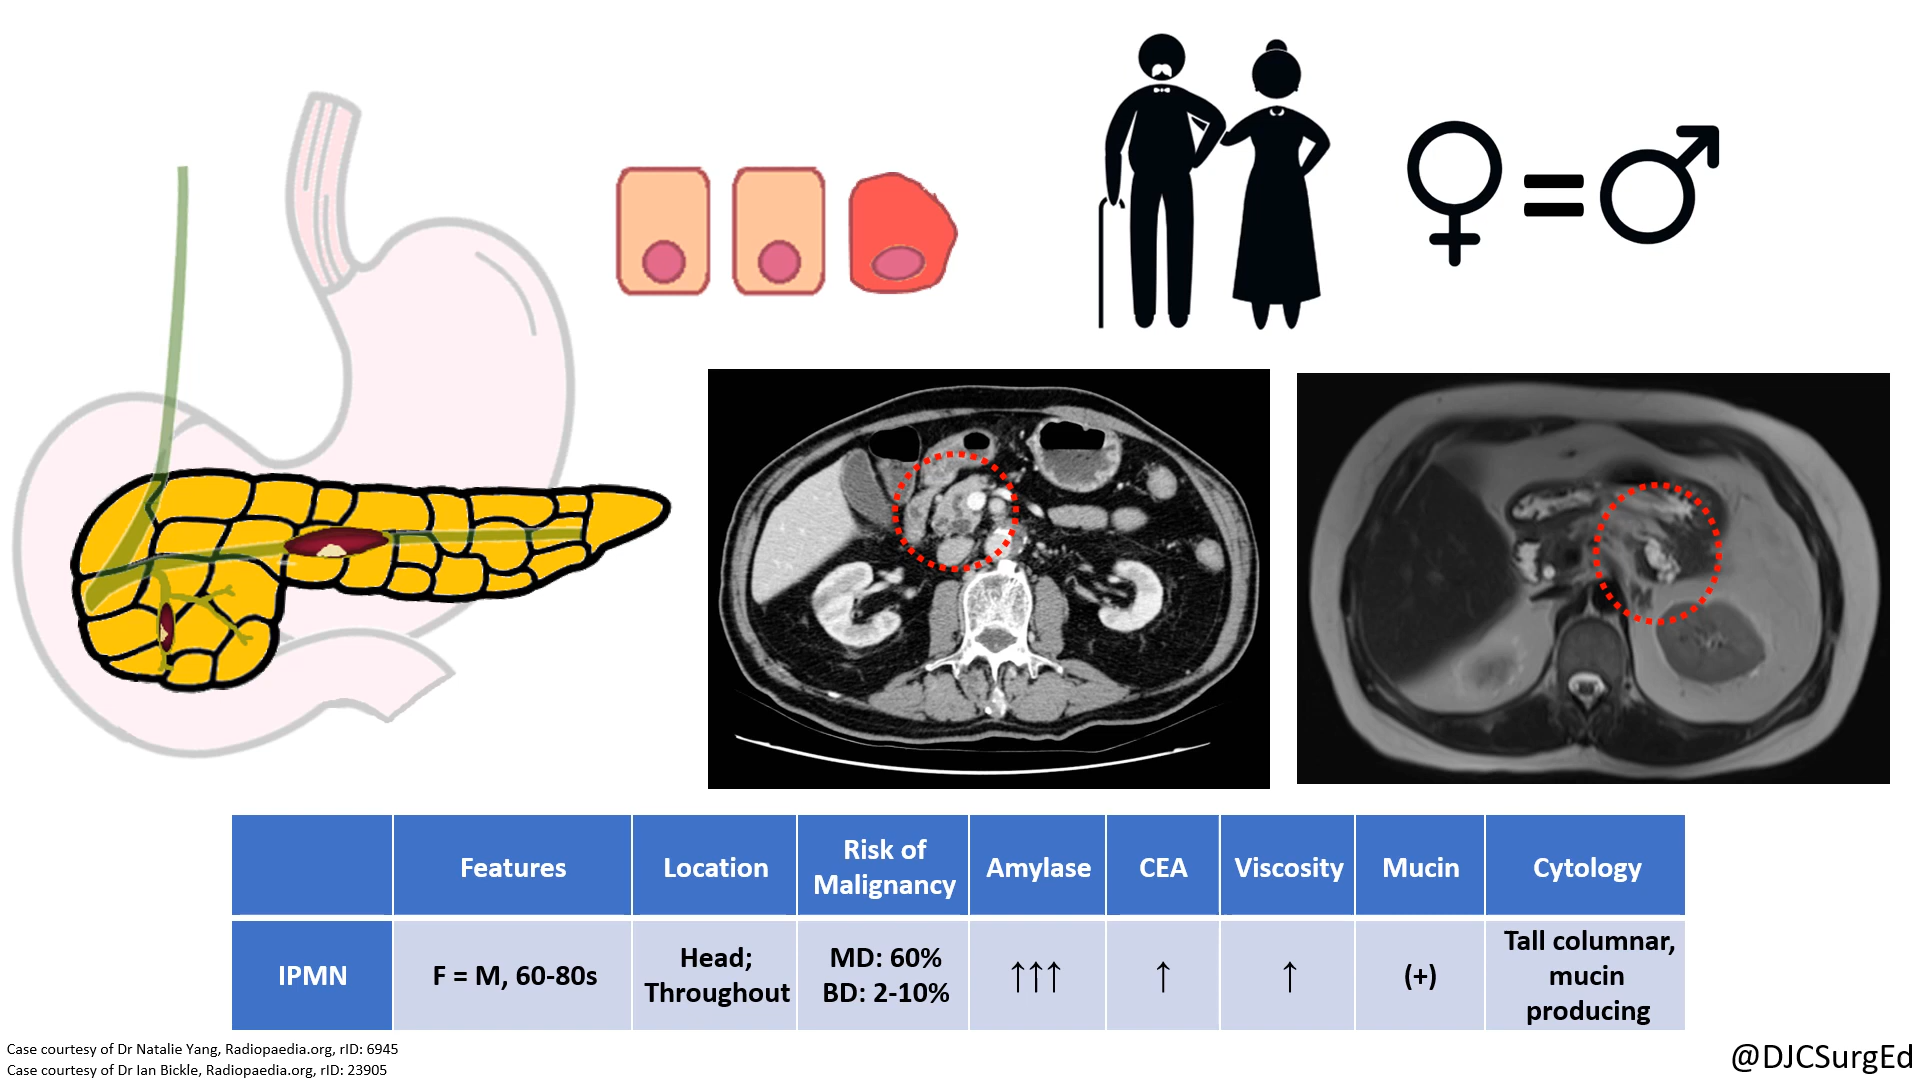 Features
Location
Risk of
Malignancy
Amylase
CEA
Viscosity
Mucin
Cytology
IPMN
F = M, 60-80s
Head;
Throughout
MD: 60%
BD: 2-10%
↑↑↑
↑
↑
(+)
Tall columnar,
mucin
producing
Case courtesy of Dr Natalie Yang, Radiopaedia.org, rID: 6945
Case courtesy of Dr Ian Bickle, Radiopaedia.org, rID: 23905
@DJCSurgEd